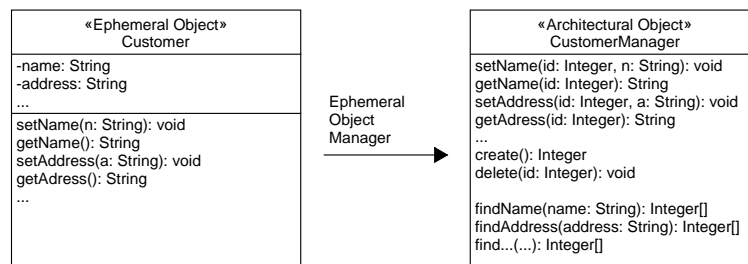 «Ephemeral Object»
Customer
-name: String
-address: String
...
setName(n: String): void
getName(): String
setAddress(a: String): void
getAdress(): String
...
Ephemeral
Object
Manager
«Architectural Object»
CustomerManager
setName(id: Integer, n: String): void
getName(id: Integer): String
setAddress(id: Integer, a: String): void
getAdress(id: Integer): String
...
create(): Integer
delete(id: Integer): void
findName(name: String): Integer[]
findAddress(address: String): Integer[]
find...(...): Integer[]